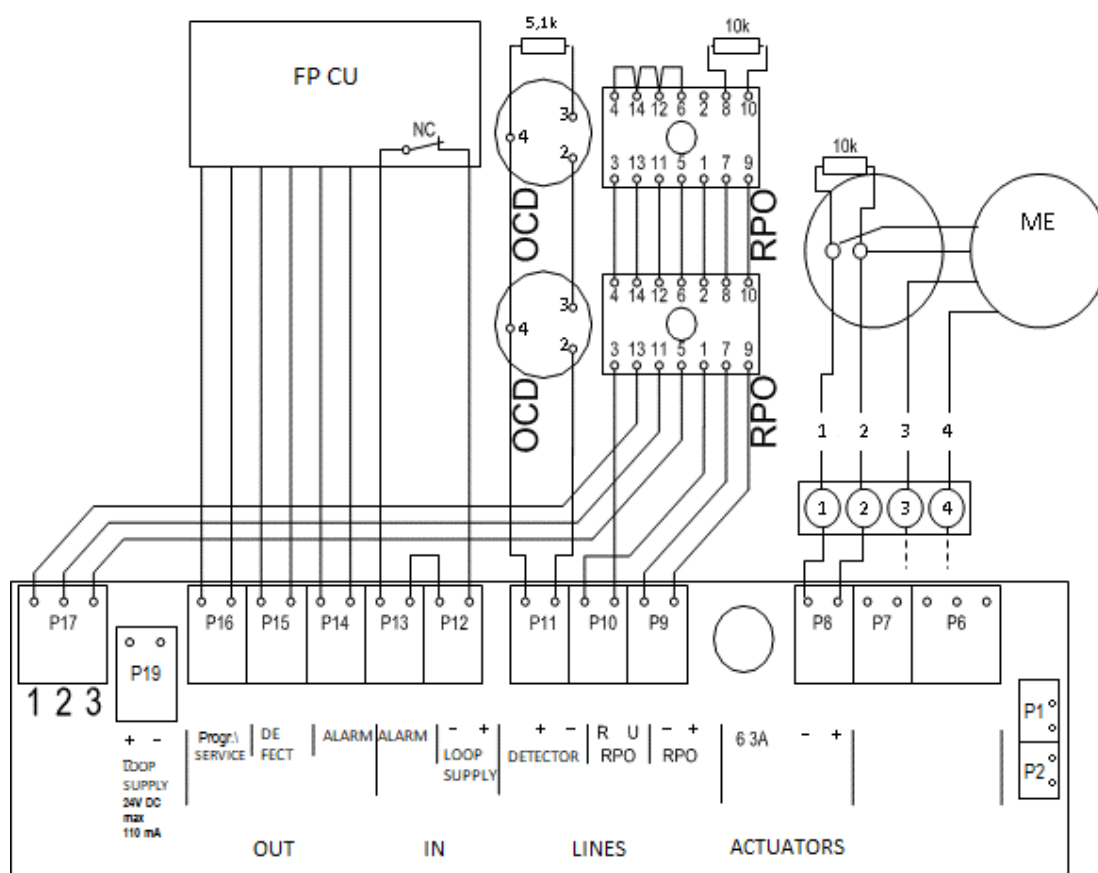 5,1k
10k
FP CU
NC
4 3 2
OCD
4 14 12 6 2 8 10
3 13 11 5 1 7 9
RPO
10k
ME
4 3 2
OCD
4 14 12 6 2 8 10
3 13 11 5 1 7 9
RPO
1 2 3 4
1 2 3 4
P17 P16 P15 P14 P13 P12 P11 P10 P9 P8 P7 P6
P19
1 2 3
P1
P2
+ -
LOOP
SUPPLY
24V DC
max
110 mA
Progr.\
SERVICE
DE
FECT
ALARM
ALARM
- +
LOOP
SUPPLY
+ -
DETECTOR
R U
RPO
- +
RPO
6 3A
- +
OUT IN LINES ACTUATORS